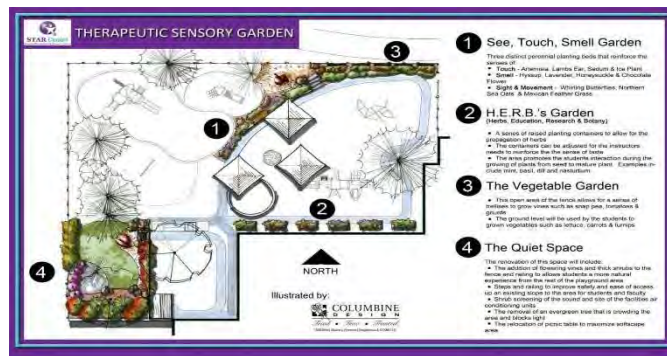 STAR Center
THERAPEUTIC SENSORY GARDEN
3
1
2
4
NORTH
Illustrated by:
COLUMBINE
DESIGN
1 See, Touch, Smell Garden
Three distinct perennial planting beds that reinforce the
senses of:
• Touch - Artemisia, Lambs Ear, Sedum & Ice Plant
• Smell - Hyssop, Lavender, Honeysuckle & Chocolate
Flower
• Sight & Movement - Whirling Butterflies, Northern
Sea Oats & Mexican Feather Grass
2 H.E.R.B.'s Garden
(Herbs, Education, Research & Botany)
• A series of raised planting containers to allow for the
propagation of herbs
• The containers can be adjusted for the instructors
needs to reinforce the the sense of taste
• The area promotes the students interaction during the
growing of plants from seed to mature plant. Examples in-
clude mint, basil, dill and nasturtium
3 The Vegetable Garden
• This open area of the fence allows for a series of
trellises to grow vines such as snap pea, tomatoes &
gourds
• The ground level will be used by the students to
grown vegetables such as lettuce, carrots & turnips
4 The Quiet Space
The renovation of this space will include:
• The addition of flowering vines and thick shrubs to the
fence and railing to allows students a more natural
experience from the rest of the playground area
• Steps and railing to improve safety and ease of access
up an existing slope to the area for students and faculty
• Shrub screening of the sound and site of the facilities air
conditioning units
• The removal of an evergreen tree that is crowding the
area and blocks light
• The relocation of picnic table to maximize softscape
area